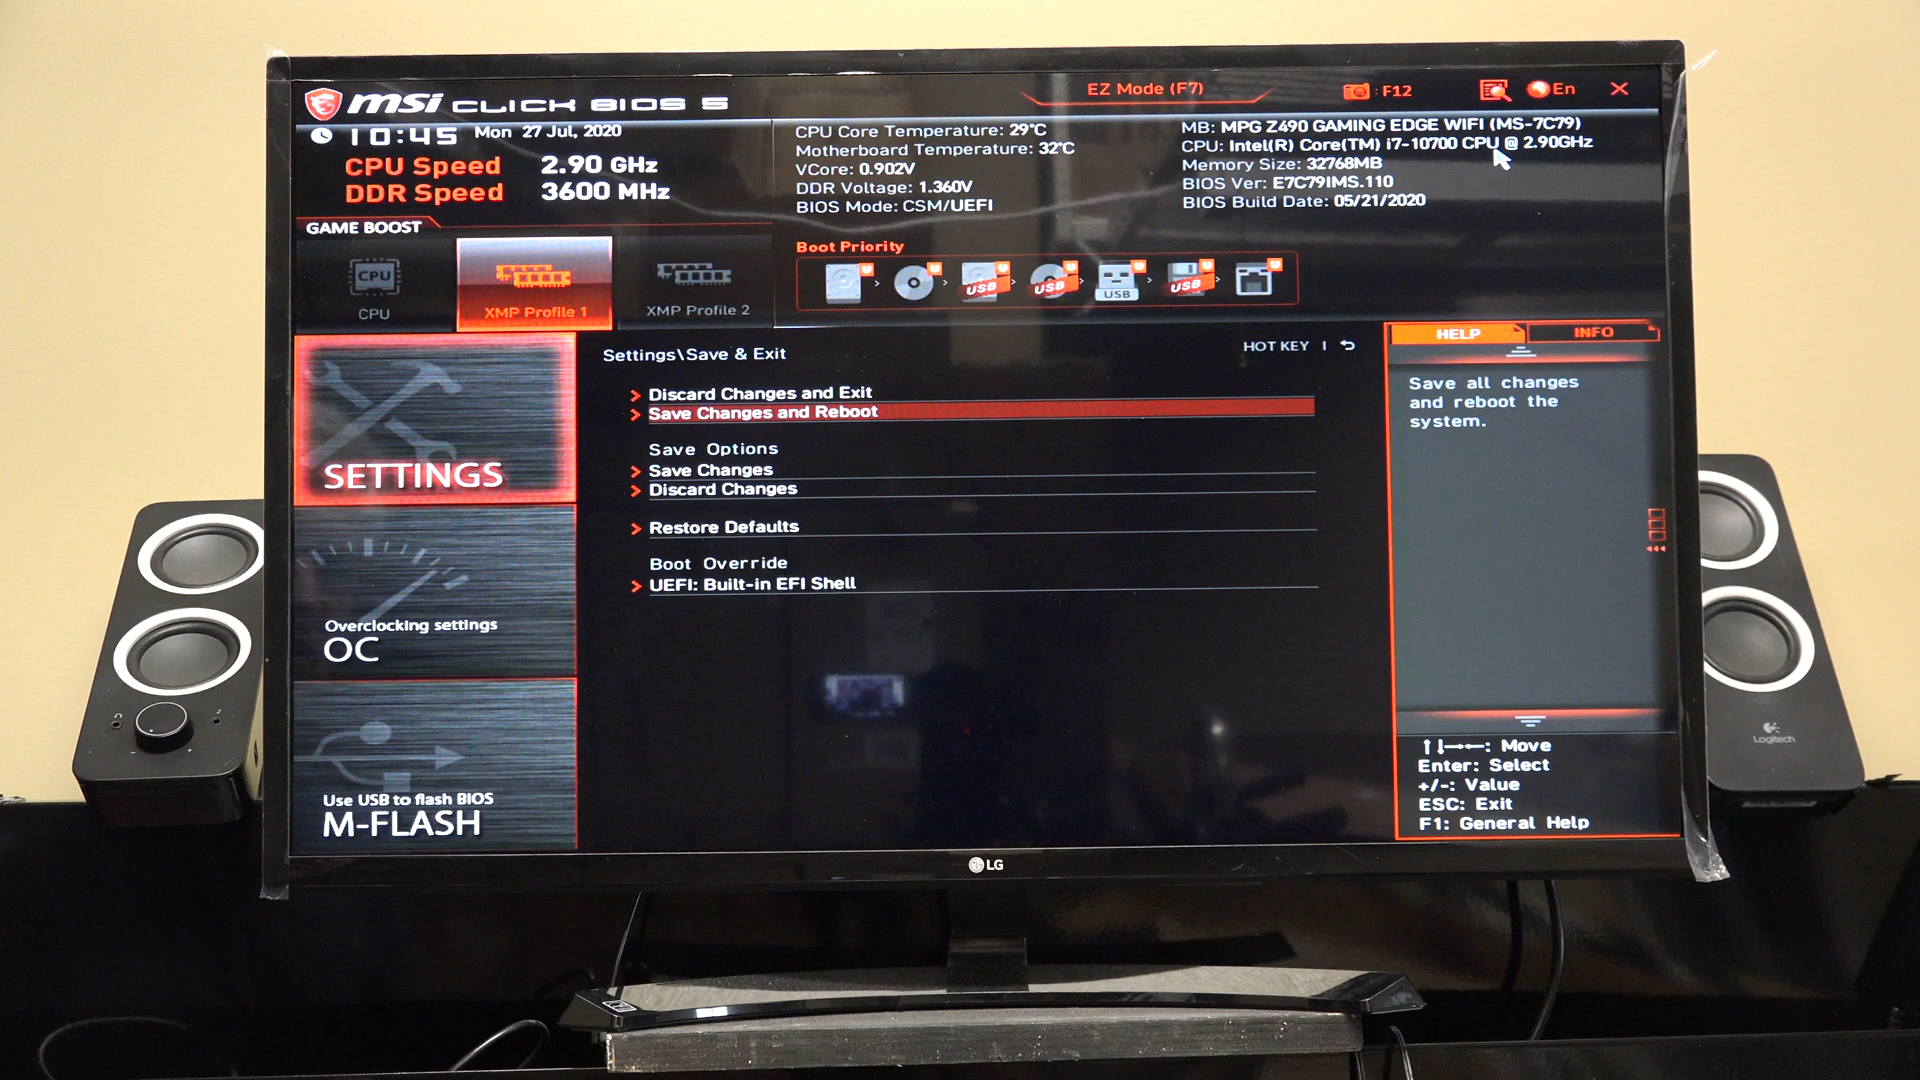 msi CLICK BIOS 5
EZ Mode (F7)
: F12
En
X
10:45 Mon 27 Jul, 2020
CPU Speed 2.90 GHz
DDR Speed 3600 MHz
CPU Core Temperature: 29°C
Motherboard Temperature: 32°C
VCore: 0.902V
DDR Voltage: 1.360V
BIOS Mode: CSM/UEFI
MB: MPG Z490 GAMING EDGE WIFI (MS-7C79)
CPU: Intel(R) Core(TM) i7-10700 CPU @ 2.90GHz
Memory Size: 32768MB
BIOS Ver: E7C79IMS.110
BIOS Build Date: 05/21/2020
GAME BOOST
CPU
CPU
XMP Profile 1
XMP Profile 2
Boot Priority
USB
USB
USB
USB
SETTINGS
Overclocking settings
OC
Use USB to flash BIOS
M-FLASH
Settings\Save & Exit
HOT KEY |
> Discard Changes and Exit
> Save Changes and Reboot
Save Options
> Save Changes
> Discard Changes
> Restore Defaults
Boot Override
> UEFI: Built-in EFI Shell
HELP
INFO
Save all changes
and reboot the
system.
↑↓→←: Move
Enter: Select
+/-: Value
ESC: Exit
F1: General Help
LG
Logitech